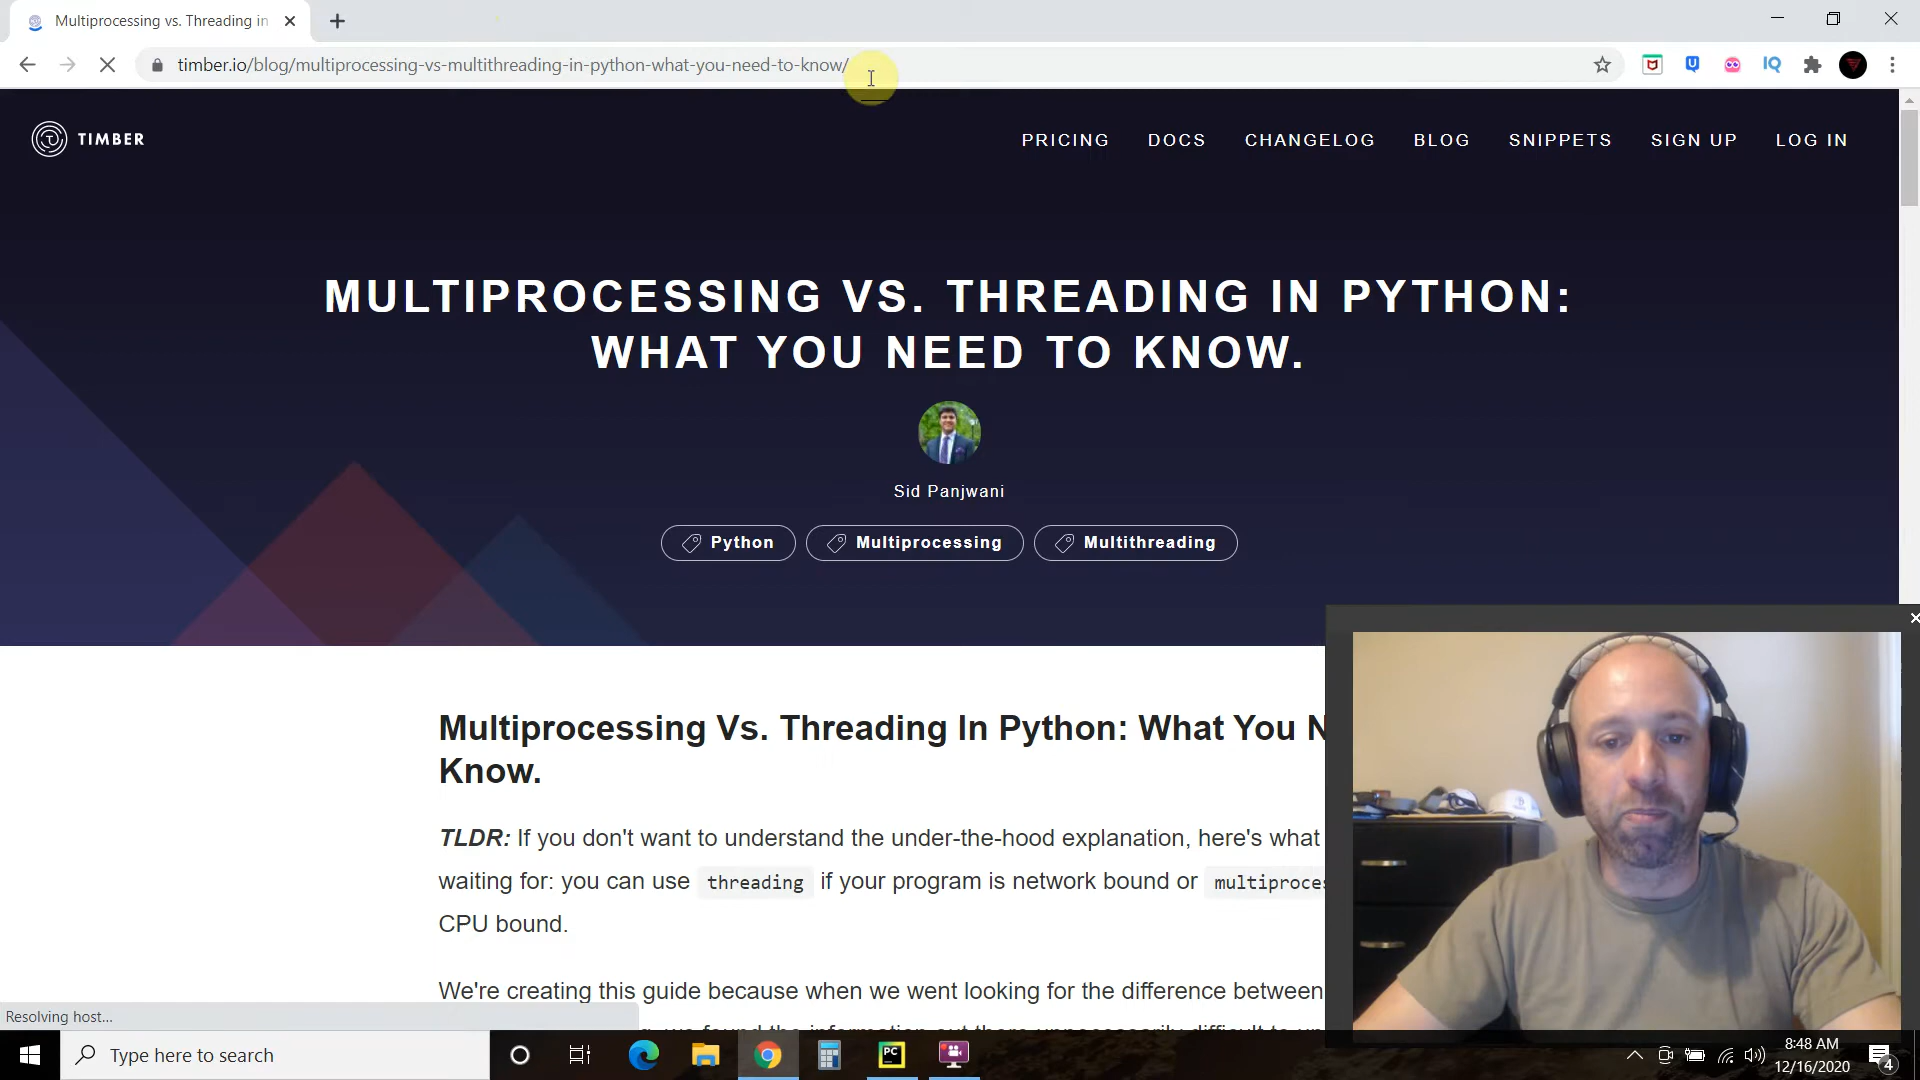 Multiprocessing vs. Threading in
timber.io/blog/multiprocessing-vs-multithreading-in-python-what-you-need-to-know/
TIMBER
PRICING DOCS CHANGELOG BLOG SNIPPETS SIGN UP LOG IN
MULTIPROCESSING VS. THREADING IN PYTHON:
WHAT YOU NEED TO KNOW.
Sid Panjwani
Python Multiprocessing Multithreading
Multiprocessing Vs. Threading In Python: What You N
Know.
TLDR: If you don't want to understand the under-the-hood explanation, here's what
waiting for: you can use threading if your program is network bound or multiproces
CPU bound.
We're creating this guide because when we went looking for the difference between
Resolving host...
Type here to search
PC
8:48 AM
12/16/2020
4